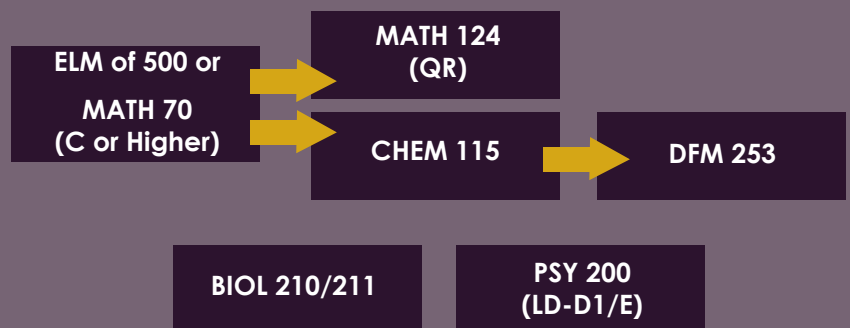 ELM of 500 or
MATH 70
(C or Higher)
MATH 124
(QR)
CHEM 115
DFM 253
BIOL 210/211
PSY 200
(LD-D1/E)